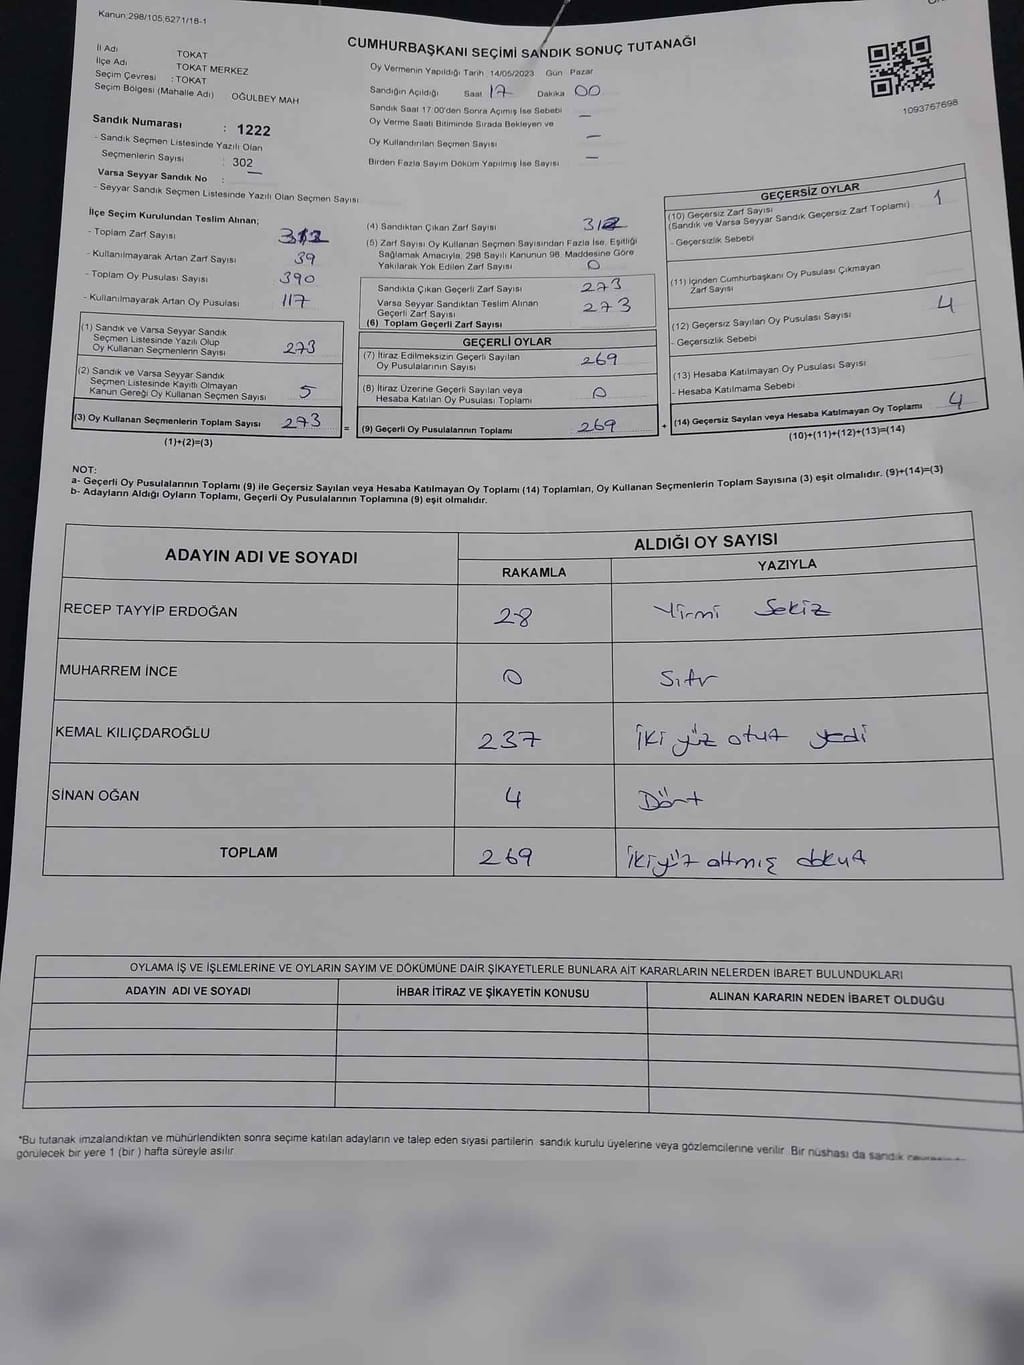 Kanun;298/105,6271/18-1
CUMHURBAŞKANI SEÇİMİ SANDIK SONUÇ TUTANAĞI
İl Adı TOKAT
İlçe Adı TOKAT MERKEZ
Seçim Çevresi : TOKAT
Seçim Bölgesi (Mahalle Adı) OĞULBEY MAH
Oy Vermenin Yapıldığı Tarih 14/05/2023 Gün Pazar
Sandığın Açıldığı Saat 17 Dakika 00
Sandık Saat 17:00'den Sonra Açımış İse Sebebi —
Oy Verme Saati Bitiminde Sırada Bekleyen ve
Oy Kullandırılan Seçmen Sayısı —
Birden Fazla Sayım Döküm Yapılmış İse Sayısı —
1093767698
Sandık Numarası : 1222
- Sandık Seçmen Listesinde Yazılı Olan
Seçmenlerin Sayısı : 302
Varsa Seyyar Sandık No : —
- Seyyar Sandık Seçmen Listesinde Yazılı Olan Seçmen Sayısı
İlçe Seçim Kurulundan Teslim Alınan;
- Toplam Zarf Sayısı
- Kullanılmayarak Artan Zarf Sayısı 39
- Toplam Oy Pusulası Sayısı 390
- Kullanılmayarak Artan Oy Pusulası 117
(1) Sandık ve Varsa Seyyar Sandık
Seçmen Listesinde Yazılı Olup
Oy Kullanan Seçmenlerin Sayısı 273
(2) Sandık ve Varsa Seyyar Sandık
Seçmen Listesinde Kayıtlı Olmayan
Kanun Gereği Oy Kullanan Seçmen Sayısı 5
(3) Oy Kullanan Seçmenlerin Toplam Sayısı 273 =
(1)+(2)=(3)
(4) Sandıktan Çıkan Zarf Sayısı
(5) Zarf Sayısı Oy Kullanan Seçmen Sayısından Fazla İse, Eşitliği
Sağlamak Amacıyla, 298 Sayılı Kanunun 98. Maddesine Göre
Yakılarak Yok Edilen Zarf Sayısı 0
Sandıkta Çıkan Geçerli Zarf Sayısı 273
Varsa Seyyar Sandıktan Teslim Alınan
Geçerli Zarf Sayısı 273
(6) Toplam Geçerli Zarf Sayısı
GEÇERLİ OYLAR
(7) İtiraz Edilmeksizin Geçerli Sayılan
Oy Pusulalarının Sayısı 269
(8) İtiraz Üzerine Geçerli Sayılan veya
Hesaba Katılan Oy Pusulası Toplamı 0
(9) Geçerli Oy Pusulalarının Toplamı 269 +
GEÇERSİZ OYLAR
(10) Geçersiz Zarf Sayısı 1
(Sandık ve Varsa Seyyar Sandık Geçersiz Zarf Toplamı)
- Geçersizlik Sebebi
(11) İçinden Cumhurbaşkanı Oy Pusulası Çıkmayan
Zarf Sayısı
(12) Geçersiz Sayılan Oy Pusulası Sayısı 4
- Geçersizlik Sebebi
(13) Hesaba Katılmayan Oy Pusulası Sayısı
- Hesaba Katılmama Sebebi
(14) Geçersiz Sayılan veya Hesaba Katılmayan Oy Toplamı 4
(10)+(11)+(12)+(13)=(14)
NOT:
a- Geçerli Oy Pusulalarının Toplamı (9) ile Geçersiz Sayılan veya Hesaba Katılmayan Oy Toplamı (14) Toplamları, Oy Kullanan Seçmenlerin Toplam Sayısına (3) eşit olmalıdır. (9)+(14)=(3)
b- Adayların Aldığı Oyların Toplamı, Geçerli Oy Pusulalarının Toplamına (9) eşit olmalıdır.
ADAYIN ADI VE SOYADI ALDIĞI OY SAYISI
RAKAMLA YAZIYLA
RECEP TAYYİP ERDOĞAN 28 Yirmi Sekiz
MUHARREM İNCE 0 Sıfır
KEMAL KILIÇDAROĞLU 237 İki yüz otuz yedi
SİNAN OĞAN 4 Dört
TOPLAM 269 İkiyüz altmış dokuz
OYLAMA İŞ VE İŞLEMLERİNE VE OYLARIN SAYIM VE DÖKÜMÜNE DAİR ŞİKAYETLERLE BUNLARA AİT KARARLARIN NELERDEN İBARET BULUNDUKLARI
ADAYIN ADI VE SOYADI İHBAR İTİRAZ VE ŞİKAYETİN KONUSU ALINAN KARARIN NEDEN İBARET OLDUĞU
*Bu tutanak imzalandıktan ve mühürlendikten sonra seçime katılan adayların ve talep eden siyasi partilerin sandık kurulu üyelerine veya gözlemcilerine verilir. Bir nüshası da sandık
görülecek bir yere 1 (bir ) hafta süreyle asılır.